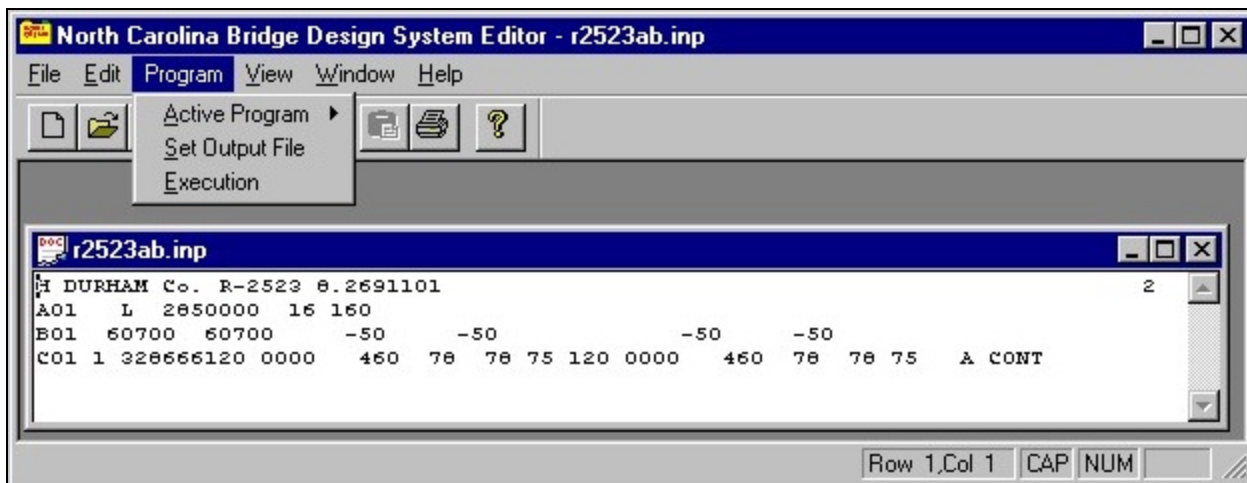 North Carolina Bridge Design System Editor - r2523ab.inp
File Edit Program View Window Help
Active Program
Set Output File
Execution
r2523ab.inp
H DURHAM Co. R-2523 8.2691101 2
A01 L 2850000 16 160
B01 60700 60700 -50 -50 -50 -50
C01 1 328666120 0000 460 78 78 75 120 0000 460 78 78 75 A CONT
Row 1,Col 1 CAP NUM